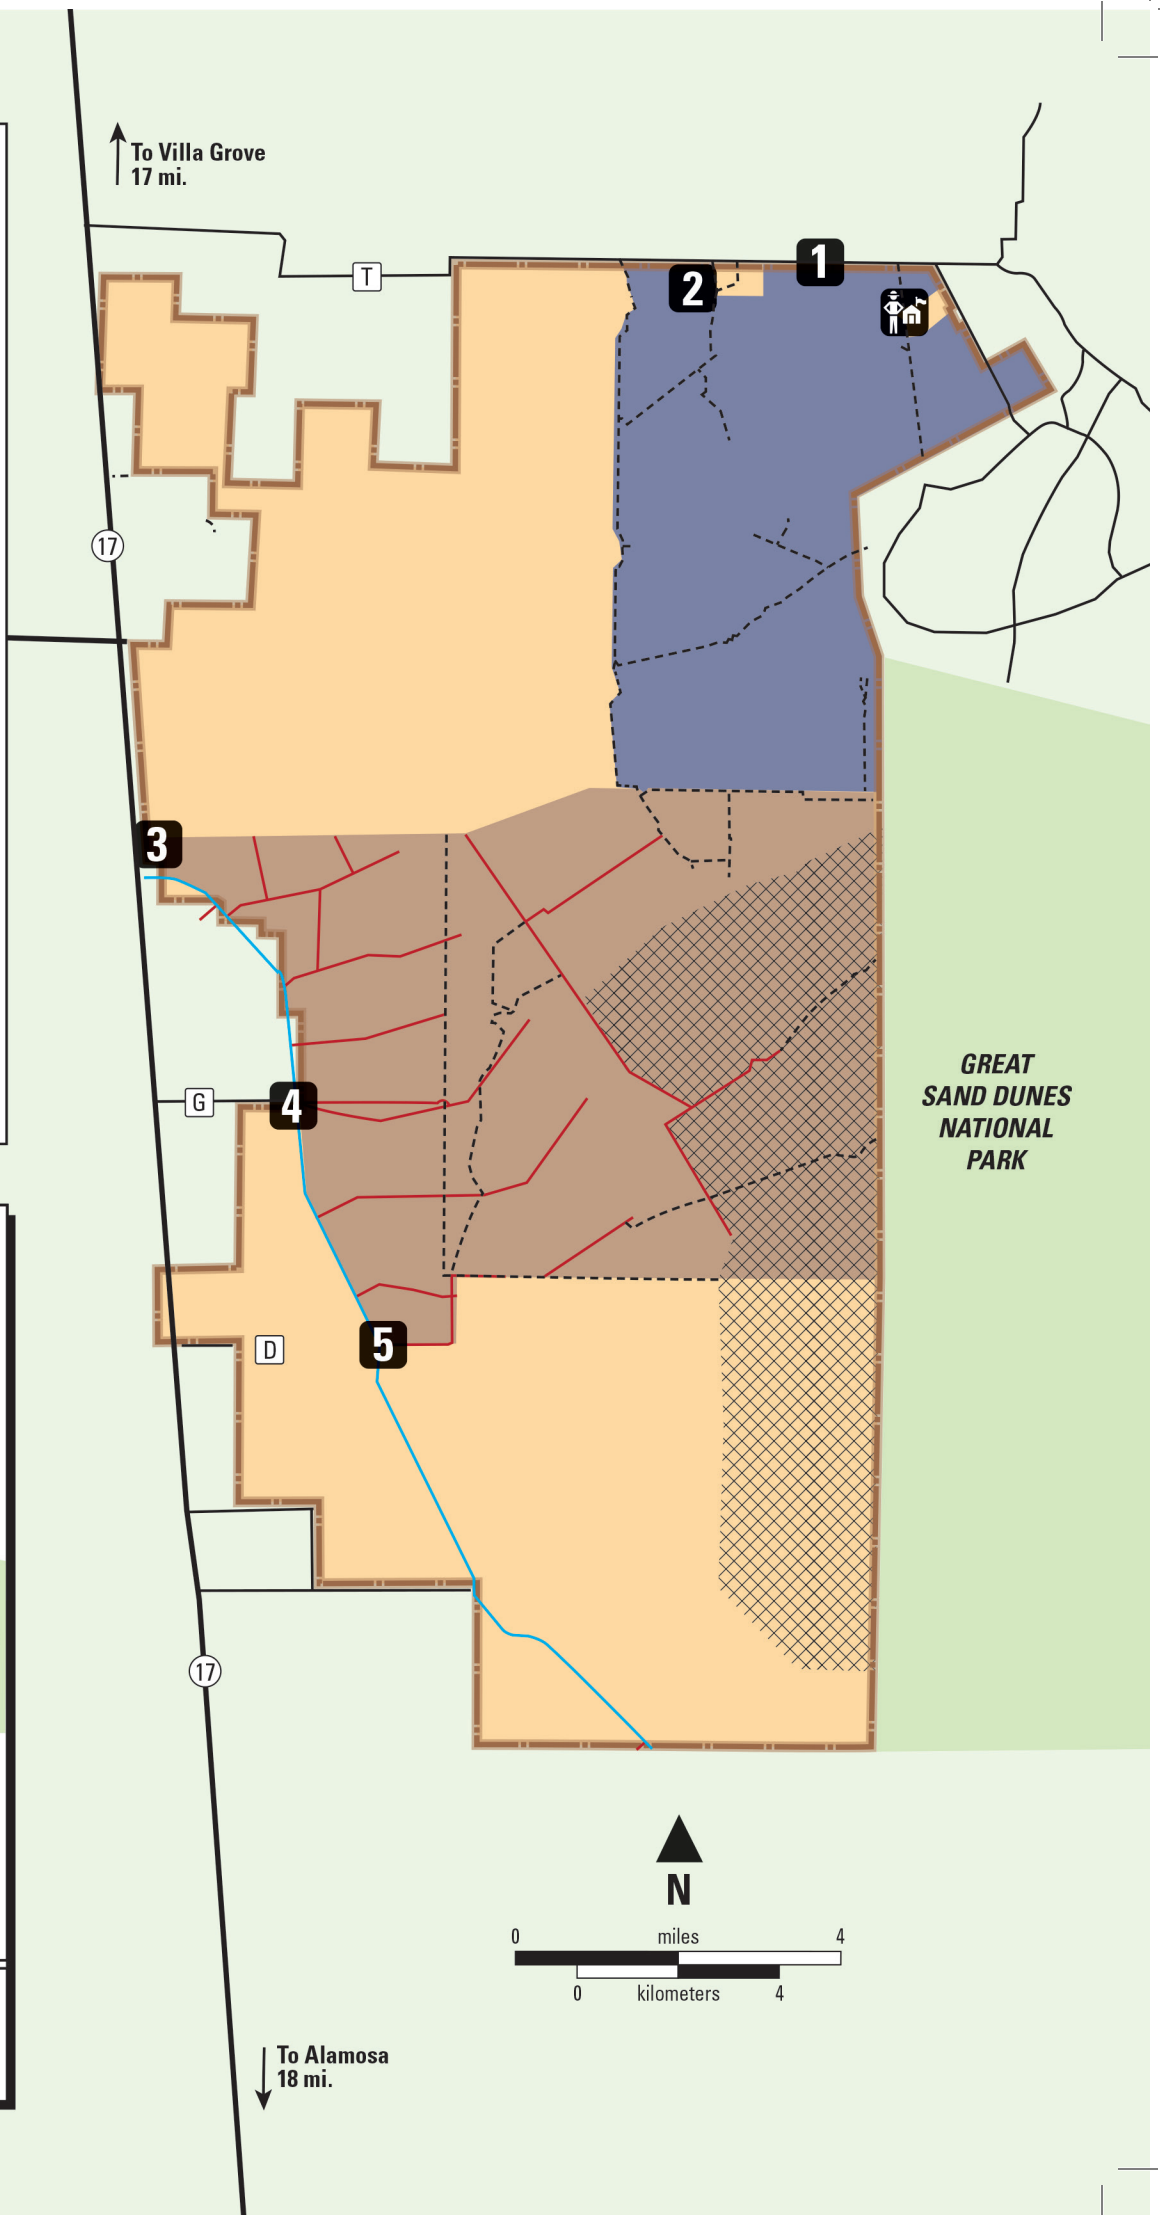 To Villa Grove
17 mi.
1
T
2
17
3
GREAT
SAND DUNES
NATIONAL
PARK
G
4
5
D
17
N
0 miles 4
0 kilometers 4
To Alamosa
18 mi.